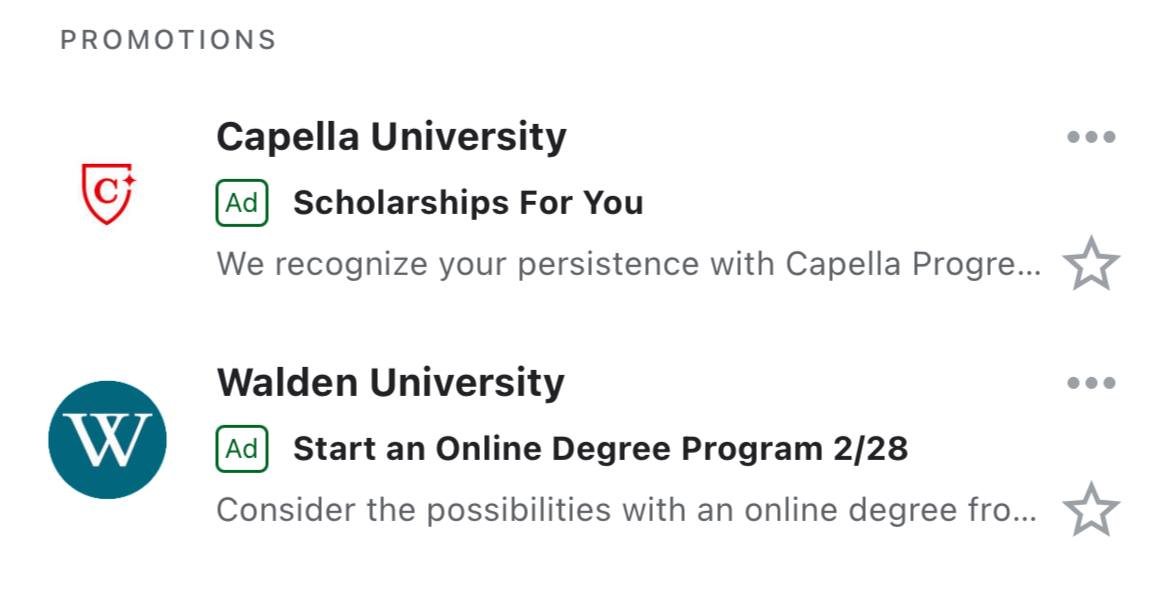 PROMOTIONS
Capella University
Ad Scholarships For You
We recognize your persistence with Capella Progre...
C
Walden University
Ad Start an Online Degree Program 2/28
Consider the possibilities with an online degree fro...
W